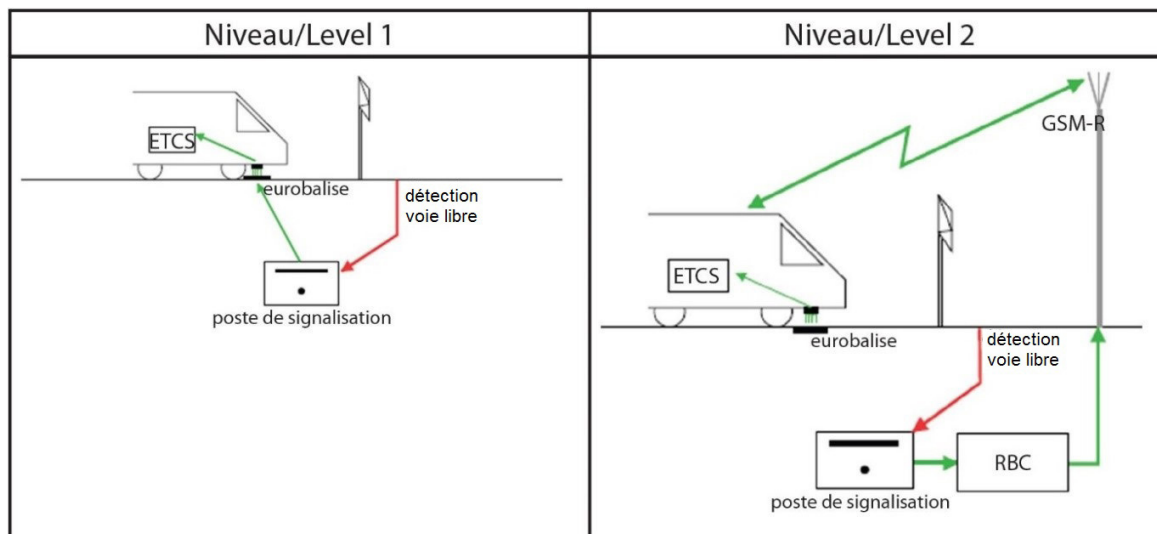 Niveau/Level 1
ETCS
eurobalise
détection
voie libre
poste de signalisation
Niveau/Level 2
GSM-R
ETCS
eurobalise
détection
voie libre
RBC
poste de signalisation